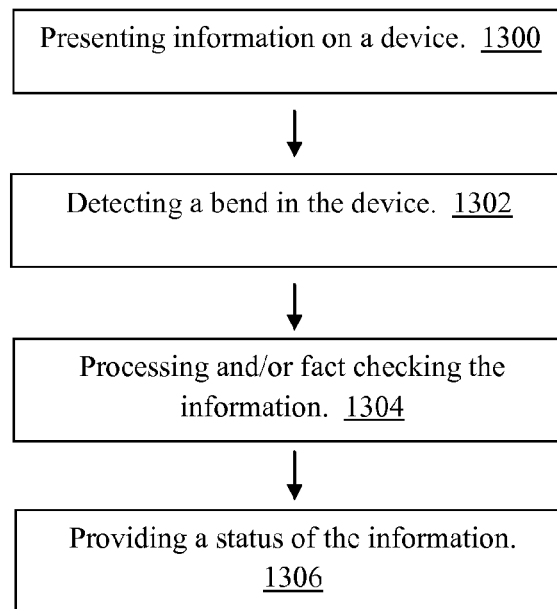 Presenting information on a device. 1300
Detecting a bend in the device. 1302
Processing and/or fact checking the
information. 1304
Providing a status of the information.
1306